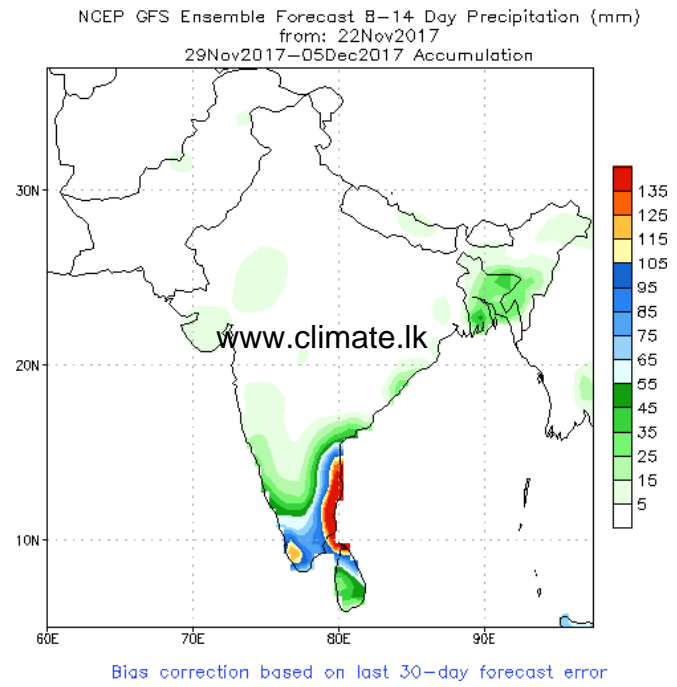 NCEP GFS Ensemble Forecast 8-14 Day Precipitation (mm)
from: 22Nov2017
29Nov2017-05Dec2017 Accumulation
30N
20N
10N
60E 70E 80E 90E
www.climate.lk
135
125
115
105
95
85
75
65
55
45
35
25
15
5
Bias correction based on last 30-day forecast error